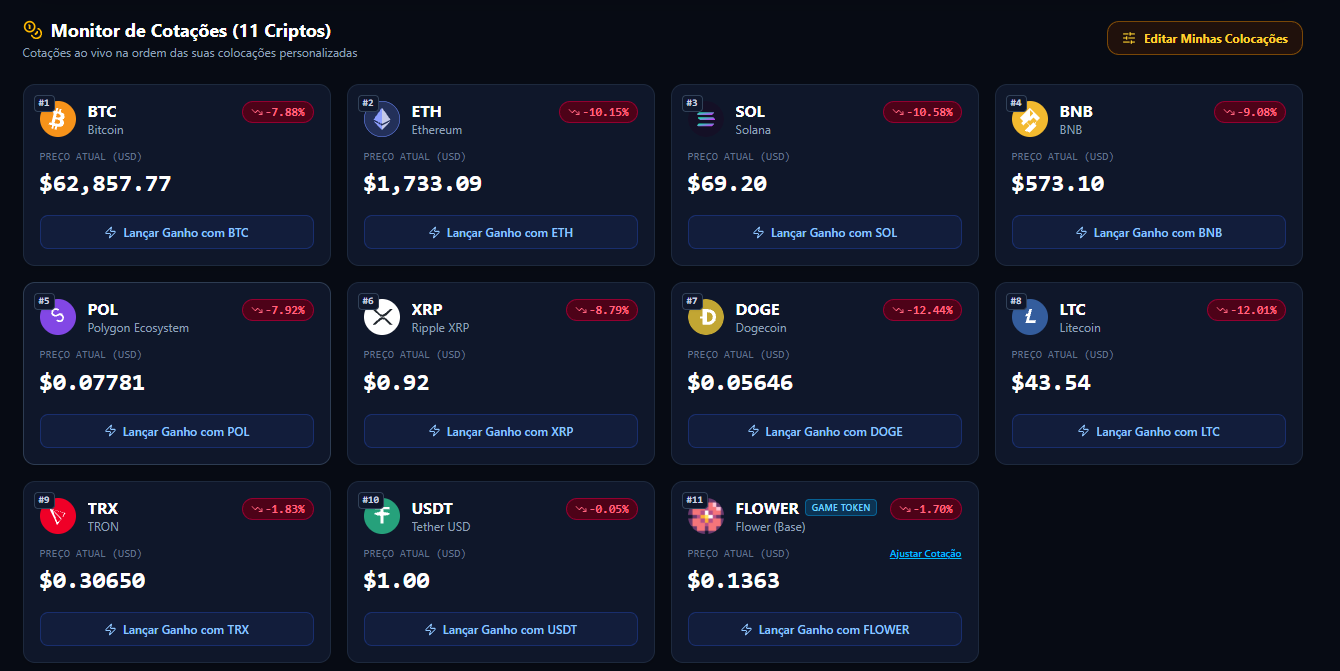 Monitor de Cotações (11 Criptos)
Cotações ao vivo na ordem das suas colocações personalizadas
Editar Minhas Colocações
#1
BTC
-7.88%
Bitcoin
PREÇO ATUAL (USD)
$62,857.77
Lançar Ganho com BTC
#2
ETH
-10.15%
Ethereum
PREÇO ATUAL (USD)
$1,733.09
Lançar Ganho com ETH
#3
SOL
-10.58%
Solana
PREÇO ATUAL (USD)
$69.20
Lançar Ganho com SOL
#4
BNB
-9.08%
BNB
PREÇO ATUAL (USD)
$573.10
Lançar Ganho com BNB
#5
POL
-7.92%
Polygon Ecosystem
PREÇO ATUAL (USD)
$0.07781
Lançar Ganho com POL
#6
XRP
-8.79%
Ripple XRP
PREÇO ATUAL (USD)
$0.92
Lançar Ganho com XRP
#7
DOGE
-12.44%
Dogecoin
PREÇO ATUAL (USD)
$0.05646
Lançar Ganho com DOGE
#8
LTC
-12.01%
Litecoin
PREÇO ATUAL (USD)
$43.54
Lançar Ganho com LTC
#9
TRX
-1.83%
TRON
PREÇO ATUAL (USD)
$0.30650
Lançar Ganho com TRX
#10
USDT
-0.05%
Tether USD
PREÇO ATUAL (USD)
$1.00
Lançar Ganho com USDT
#11
FLOWER GAME TOKEN
-1.70%
Flower (Base)
PREÇO ATUAL (USD)
Ajustar Cotação
$0.1363
Lançar Ganho com FLOWER